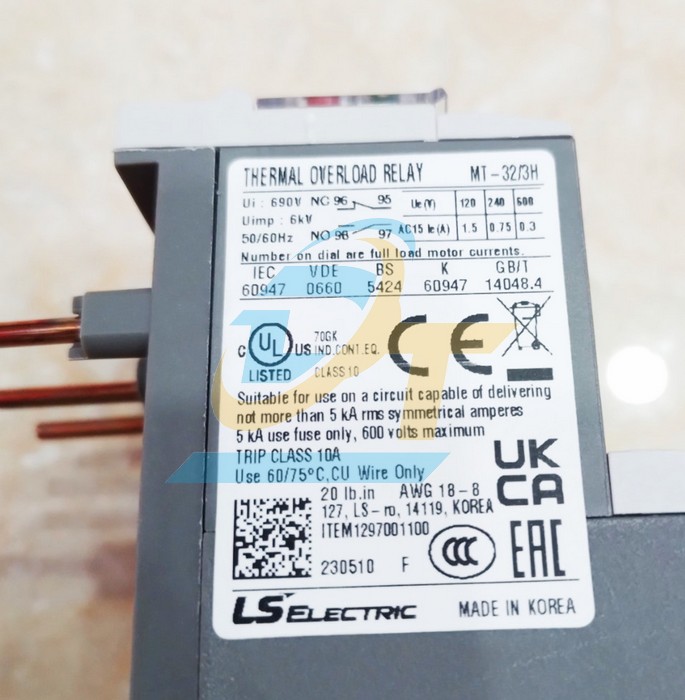 THERMAL OVERLOAD RELAY MT-32/3H
Ui : 690V NC 96 95 Ue(V) 120 240 600
Uimp : 6kV
50/60Hz NO 98 97 AC15 Ie(A) 1.5 0.75 0.3
Number on dial are full load motor currents.
IEC VDE BS K GB/T
60947 0660 5424 60947 14048.4
C UL US 70GK
IND.CONT.EQ.
LISTED CLASS 10
CE
Suitable for use on a circuit capable of delivering
not more than 5 kA rms symmetrical amperes
5 kA use fuse only, 600 volts maximum
TRIP CLASS 10A
Use 60/75°C,CU Wire Only
UK
CA
20 lb.in AWG 18-8
127, LS-ro, 14119, KOREA
ITEM1297001100
230510 F
CCC
EAC
LS ELECTRIC MADE IN KOREA
DT